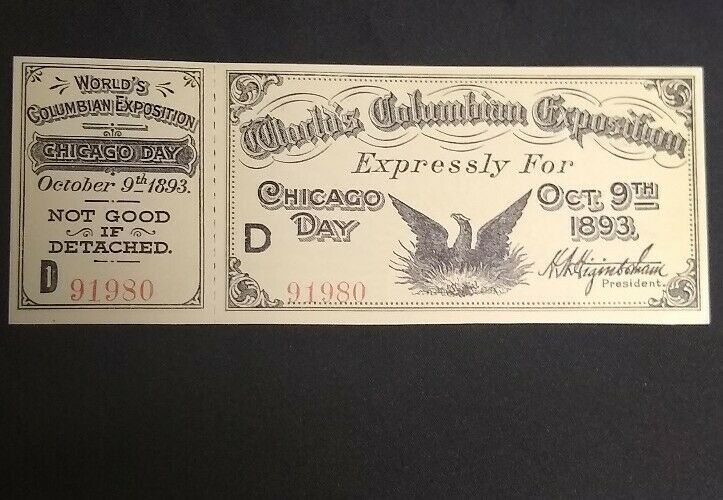 WORLD'S
COLUMBIAN EXPOSITION
CHICAGO DAY
October 9th 1893.
NOT GOOD
IF
DETACHED.
D 91980
World's Columbian Exposition
Expressly For
CHICAGO DAY
OCT. 9TH 1893.
D
91980
H.N. Higinbotham
President.